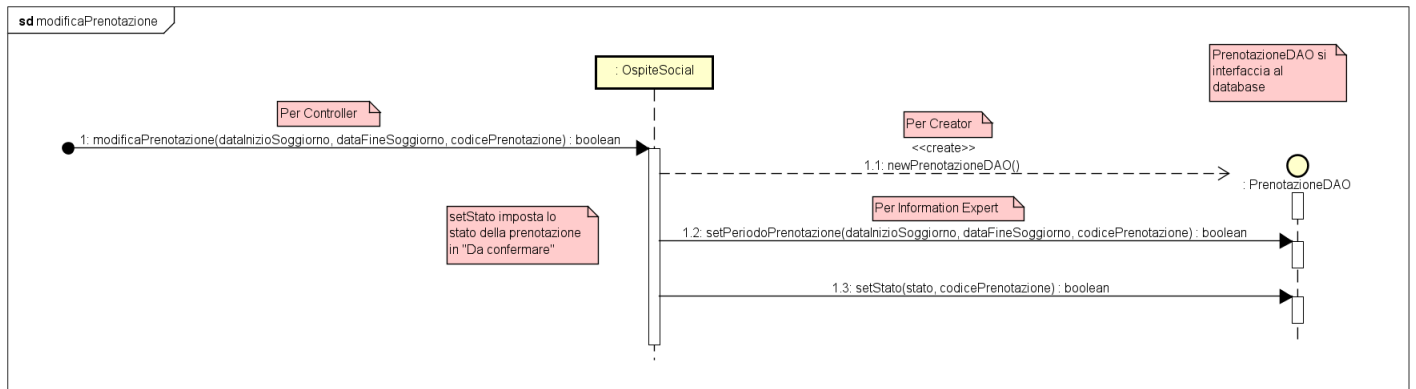 sd modificaPrenotazione
PrenotazioneDAO si
interfaccia al
database
: OspiteSocial
Per Controller
Per Creator
1: modificaPrenotazione(dataInizioSoggiorno, dataFineSoggiorno, codicePrenotazione) : boolean
<<create>>
1.1: newPrenotazioneDAO()
: PrenotazioneDAO
setStato imposta lo
stato della prenotazione
in "Da confermare"
Per Information Expert
1.2: setPeriodoPrenotazione(dataInizioSoggiorno, dataFineSoggiorno, codicePrenotazione) : boolean
1.3: setStato(stato, codicePrenotazione) : boolean